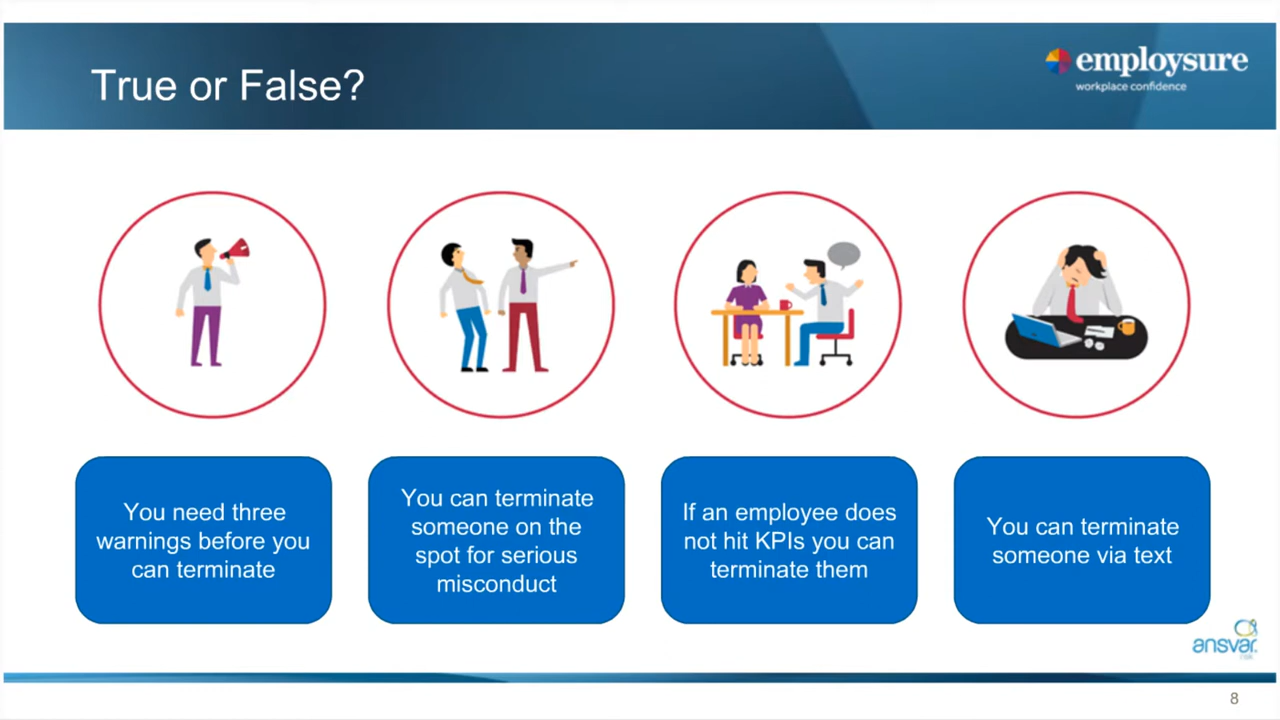 True or False?
employsure
workplace confidence
You need three
warnings before you
can terminate
You can terminate
someone on the
spot for serious
misconduct
If an employee does
not hit KPIs you can
terminate them
You can terminate
someone via text
ansvar
8